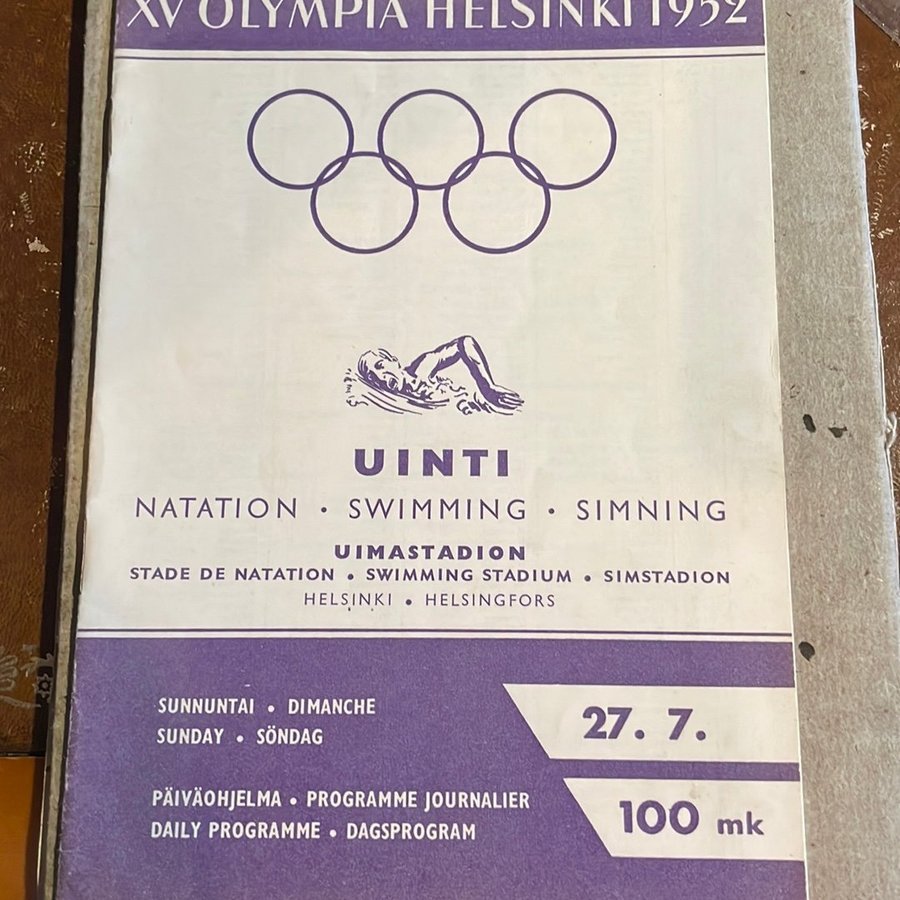 XV OLYMPIA HELSINKI 1952
UINTI
NATATION • SWIMMING • SIMNING
UIMASTADION
STADE DE NATATION • SWIMMING STADIUM • SIMSTADION
HELSINKI • HELSINGFORS
SUNNUNTAI • DIMANCHE
SUNDAY • SÖNDAG
27. 7.
PÄIVÄOHJELMA • PROGRAMME JOURNALIER
DAILY PROGRAMME • DAGSPROGRAM
100 mk